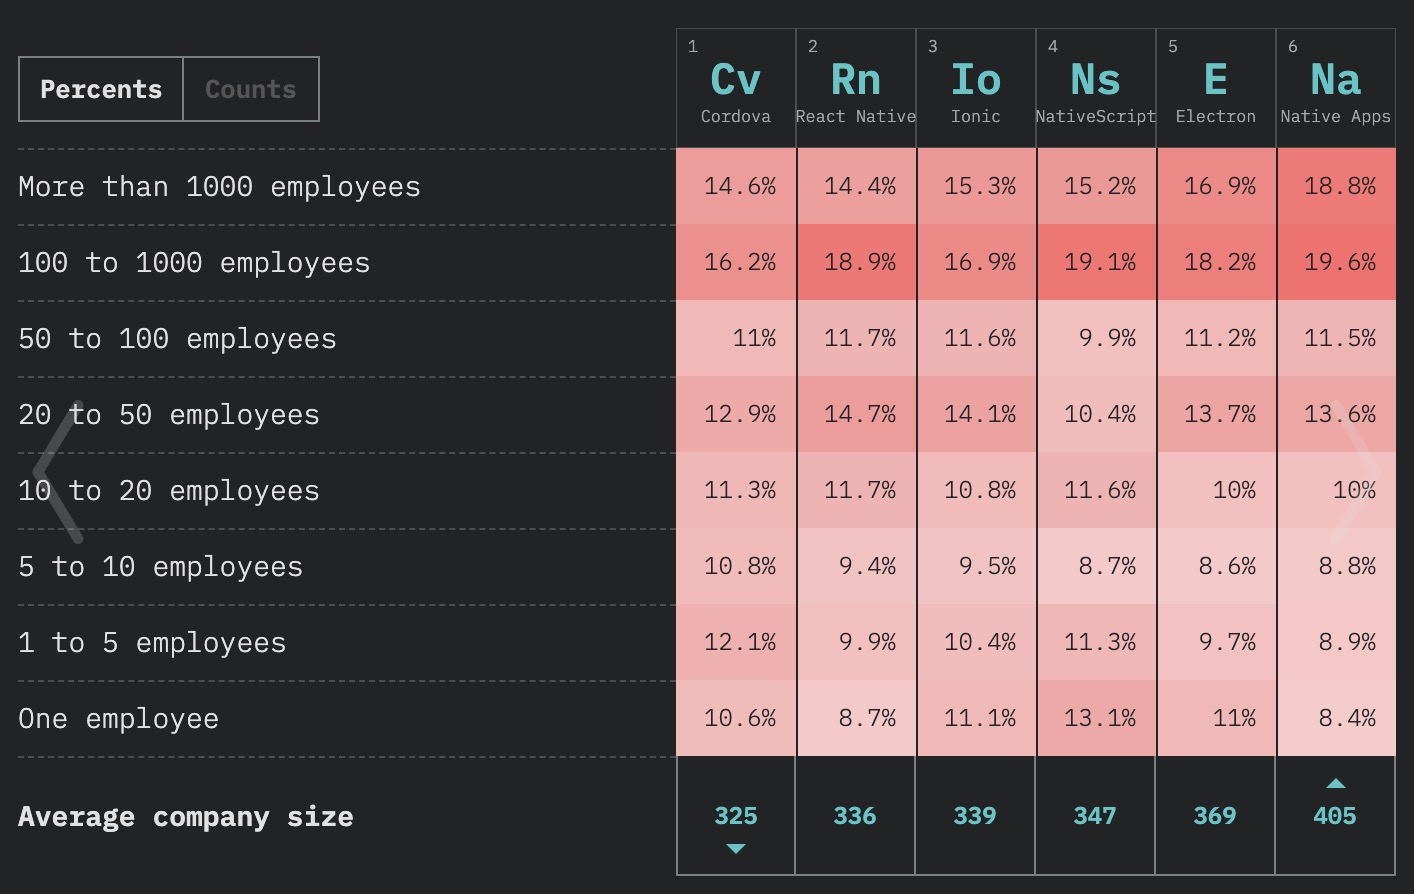 1 2 3 4 5 6
Percents Counts Cv Rn Io Ns E Na
Cordova React Native Ionic NativeScript Electron Native Apps
More than 1000 employees 14.6% 14.4% 15.3% 15.2% 16.9% 18.8%
100 to 1000 employees 16.2% 18.9% 16.9% 19.1% 18.2% 19.6%
50 to 100 employees 11% 11.7% 11.6% 9.9% 11.2% 11.5%
20 to 50 employees 12.9% 14.7% 14.1% 10.4% 13.7% 13.6%
10 to 20 employees 11.3% 11.7% 10.8% 11.6% 10% 10%
5 to 10 employees 10.8% 9.4% 9.5% 8.7% 8.6% 8.8%
1 to 5 employees 12.1% 9.9% 10.4% 11.3% 9.7% 8.9%
One employee 10.6% 8.7% 11.1% 13.1% 11% 8.4%
Average company size 325 336 339 347 369 405